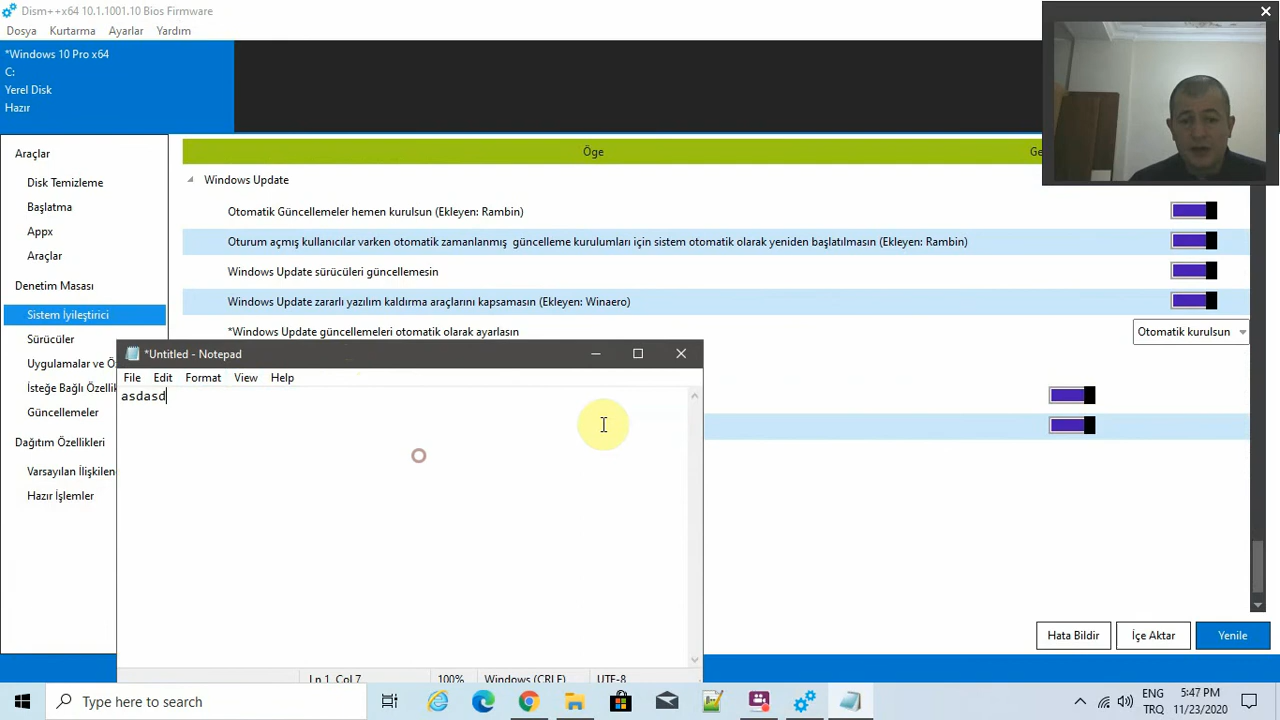 Dism++x64 10.1.1001.10 Bios Firmware
Dosya Kurtarma Ayarlar Yardım
*Windows 10 Pro x64
C:
Yerel Disk
Hazır
Araçlar
Disk Temizleme
Başlatma
Appx
Araçlar
Denetim Masası
Sistem İyileştirici
Sürücüler
Uygulamalar ve Ö
İsteğe Bağlı Özellik
Güncellemeler
Dağıtım Özellikleri
Varsayılan İlişkilen
Hazır İşlemler
Öge
Ge
Windows Update
Otomatik Güncellemeler hemen kurulsun (Ekleyen: Rambin)
Oturum açmış kullanıcılar varken otomatik zamanlanmış güncelleme kurulumları için sistem otomatik olarak yeniden başlatılmasın (Ekleyen: Rambin)
Windows Update sürücüleri güncellemesin
Windows Update zararlı yazılım kaldırma araçlarını kapsamasın (Ekleyen: Winaero)
*Windows Update güncellemeleri otomatik olarak ayarlasın
Otomatik kurulsun
*Untitled - Notepad
File Edit Format View Help
asdasd
Ln 1, Col 7
100%
Windows (CRLF)
UTF-8
Hata Bildir
İçe Aktar
Yenile
Type here to search
ENG
TRQ
5:47 PM
11/23/2020